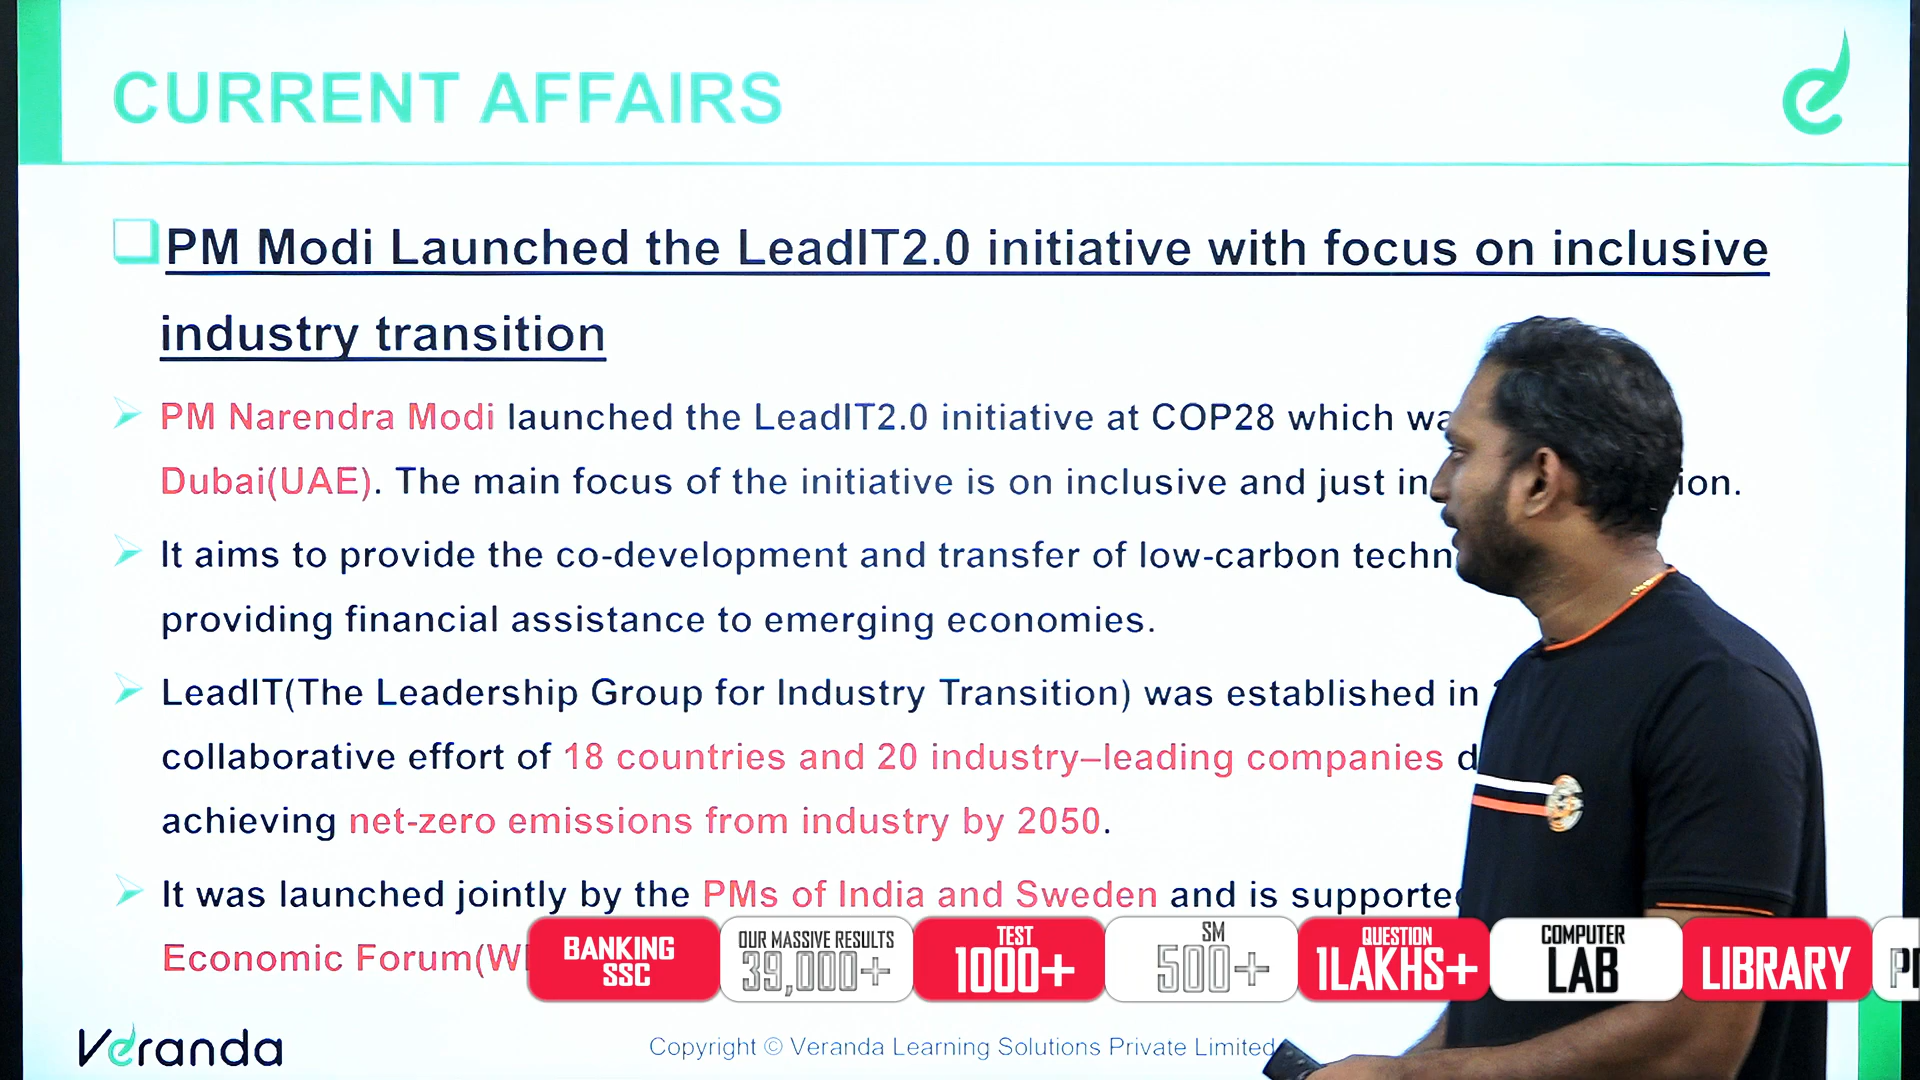 CURRENT AFFAIRS
PM Modi Launched the LeadIT2.0 initiative with focus on inclusive
industry transition
PM Narendra Modi launched the LeadIT2.0 initiative at COP28 which
Dubai(UAE). The main focus of the initiative is on inclusive and just
It aims to provide the co-development and transfer of low-carbon
providing financial assistance to emerging economies.
LeadIT(The Leadership Group for Industry Transition) was established in
collaborative effort of 18 countries and 20 industry–leading companies
achieving net-zero emissions from industry by 2050.
It was launched jointly by the PMs of India and Sweden and is
Economic
BANKING SSC
OUR MASSIVE RESULTS 39,000+
TEST 1000+
SM 500+
QUESTION 1LAKHS+
COMPUTER LAB
LIBRARY
Veranda
Copyright © Veranda Learning Solutions Private Limited